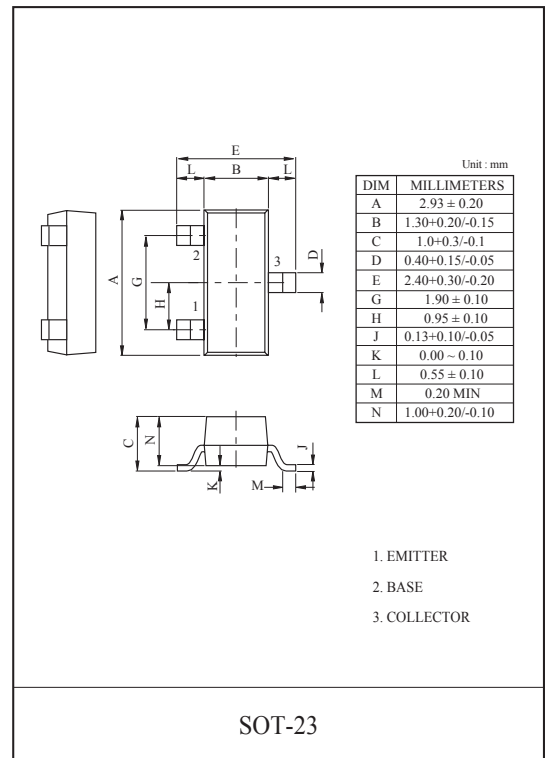 E
L B L
A
G
H
2
1
3
D
C
N
K
M
J
Unit : mm
DIM MILLIMETERS
A 2.93 ± 0.20
B 1.30+0.20/-0.15
C 1.0+0.3/-0.1
D 0.40+0.15/-0.05
E 2.40+0.30/-0.20
G 1.90 ± 0.10
H 0.95 ± 0.10
J 0.13+0.10/-0.05
K 0.00 ~ 0.10
L 0.55 ± 0.10
M 0.20 MIN
N 1.00+0.20/-0.10
1. EMITTER
2. BASE
3. COLLECTOR
SOT-23